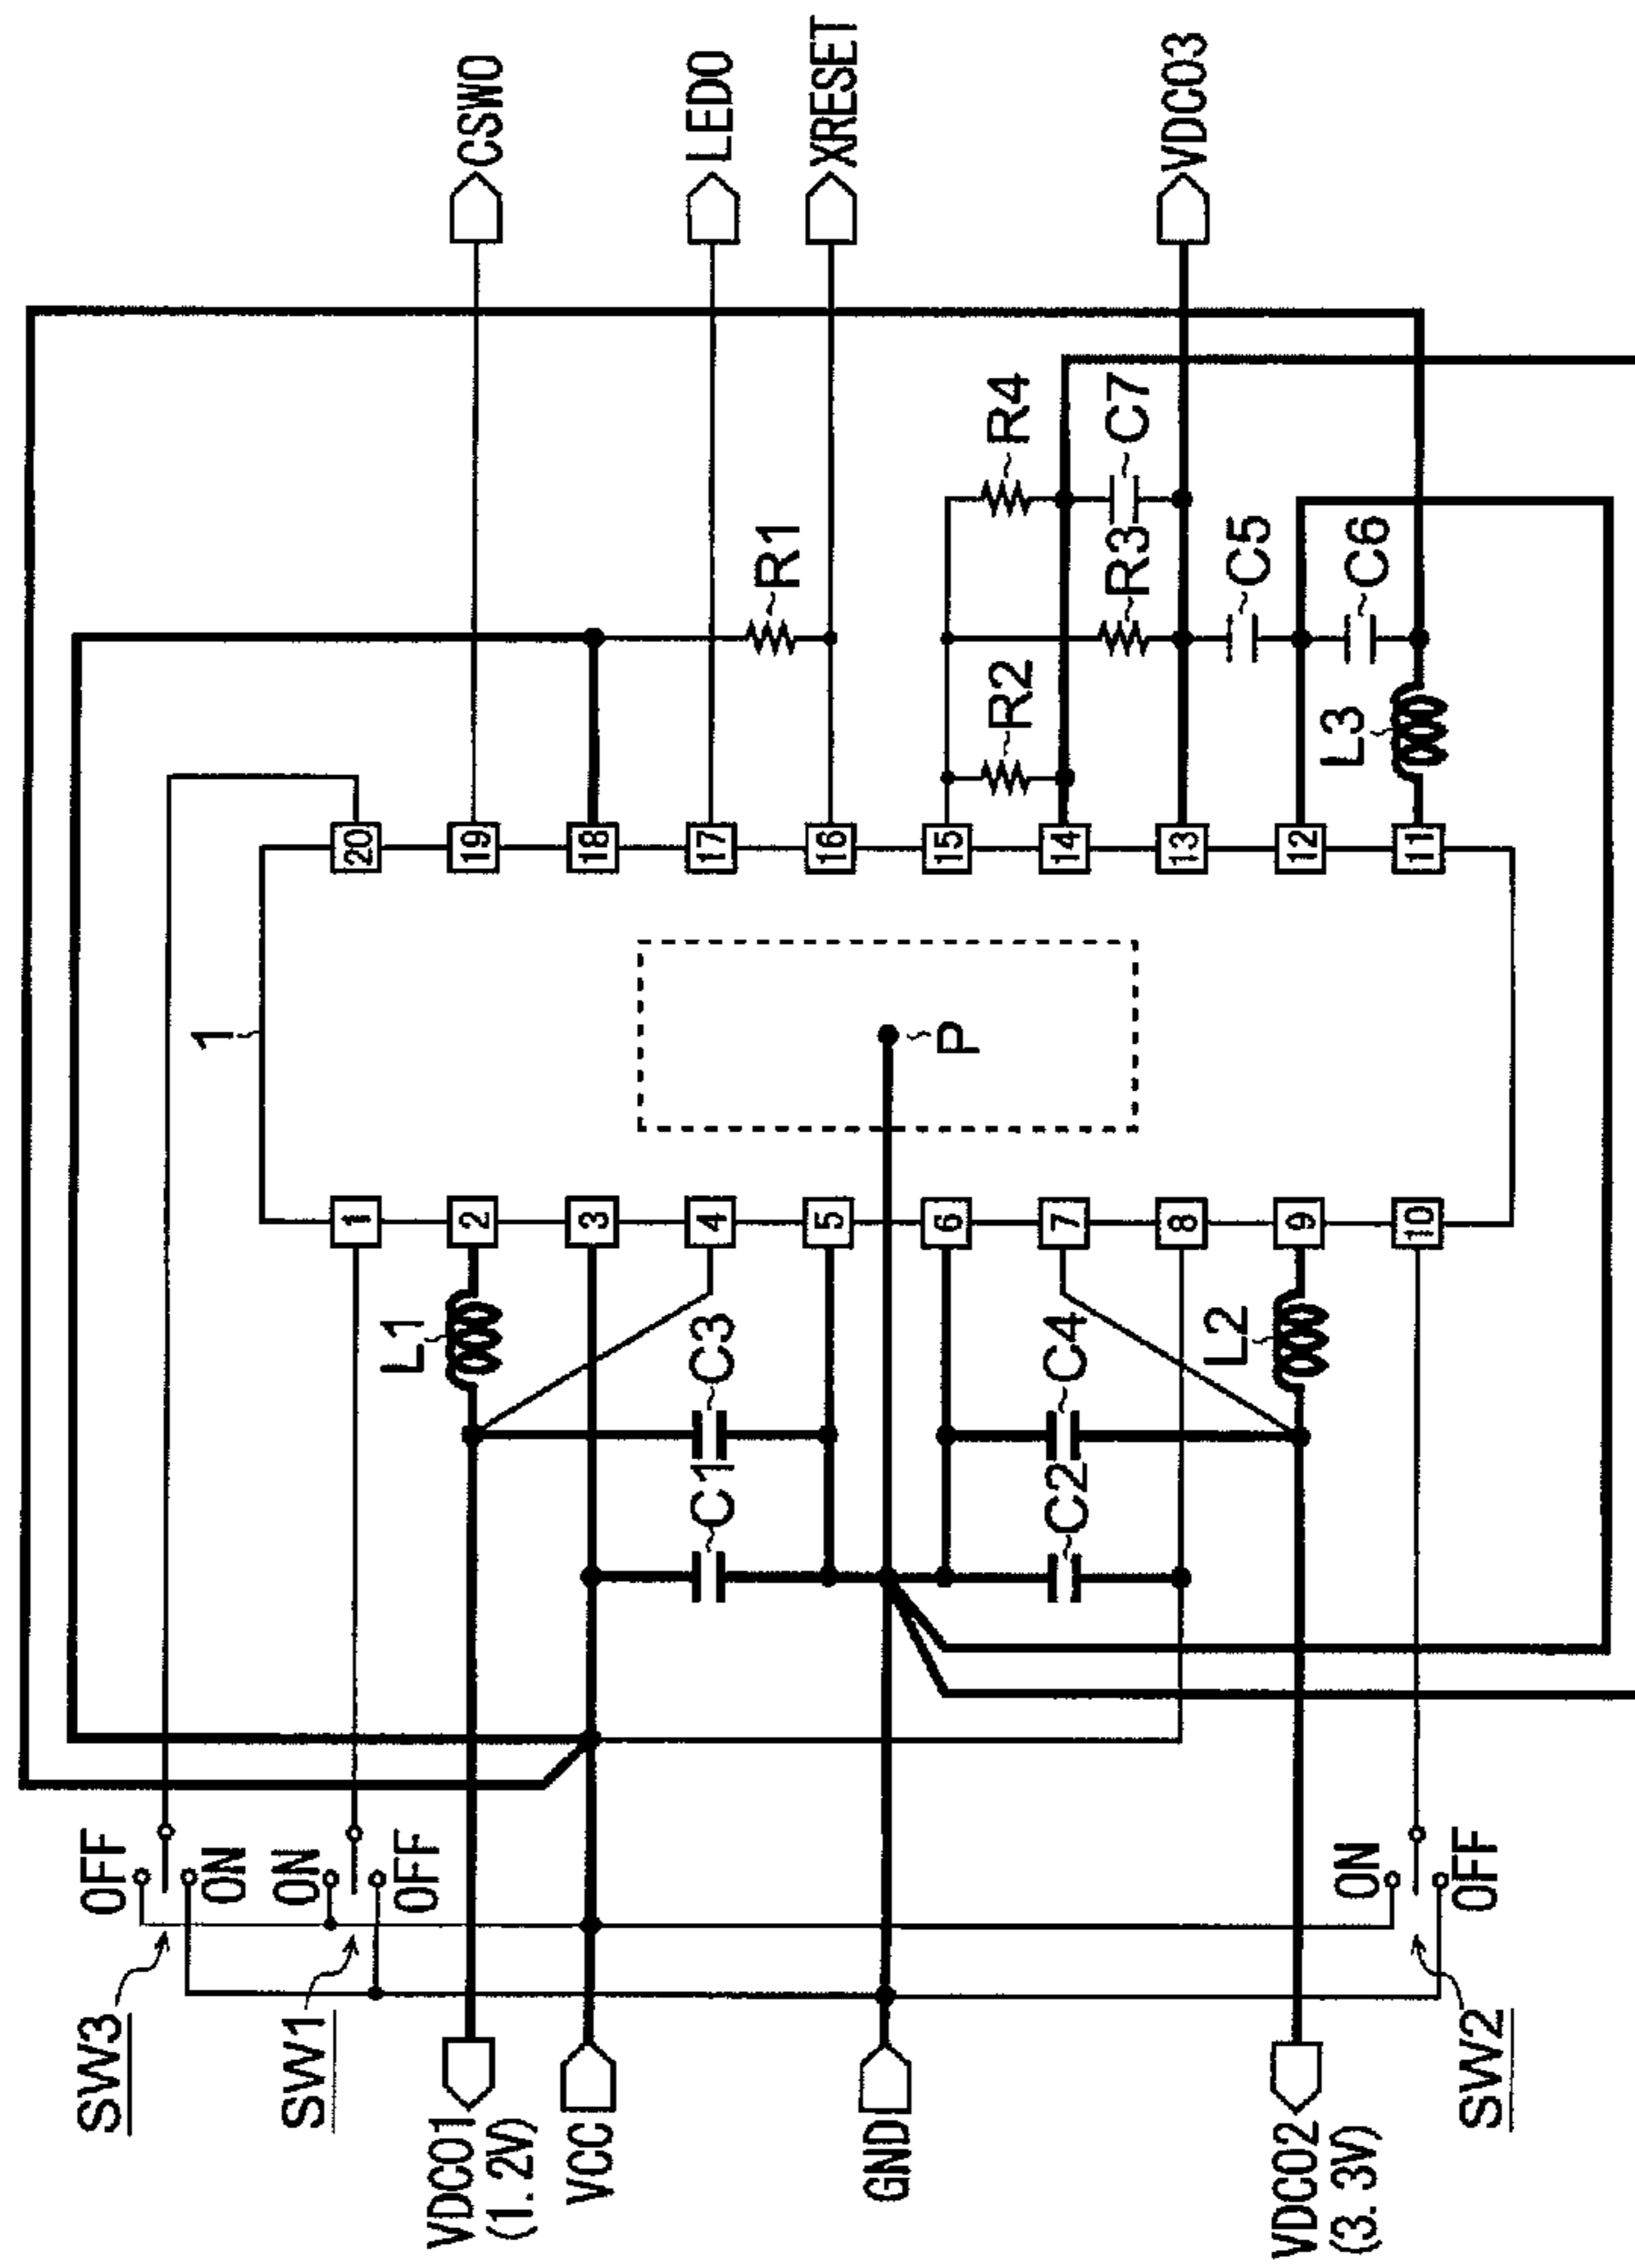 SW3
OFF
ON
SW1
ON
OFF
VDCO1
(1. 2V)
VCC
GND
VDCO2
(3. 3V)
SW2
ON
OFF
L1
C1
C3
C2
C4
L2
1
1
2
3
4
5
6
7
8
9
10
P
20
19
18
17
16
15
14
13
12
11
R1
R2
R3
R4
C7
C5
C6
L3
CSWO
LEDO
XRESET
VDCO3